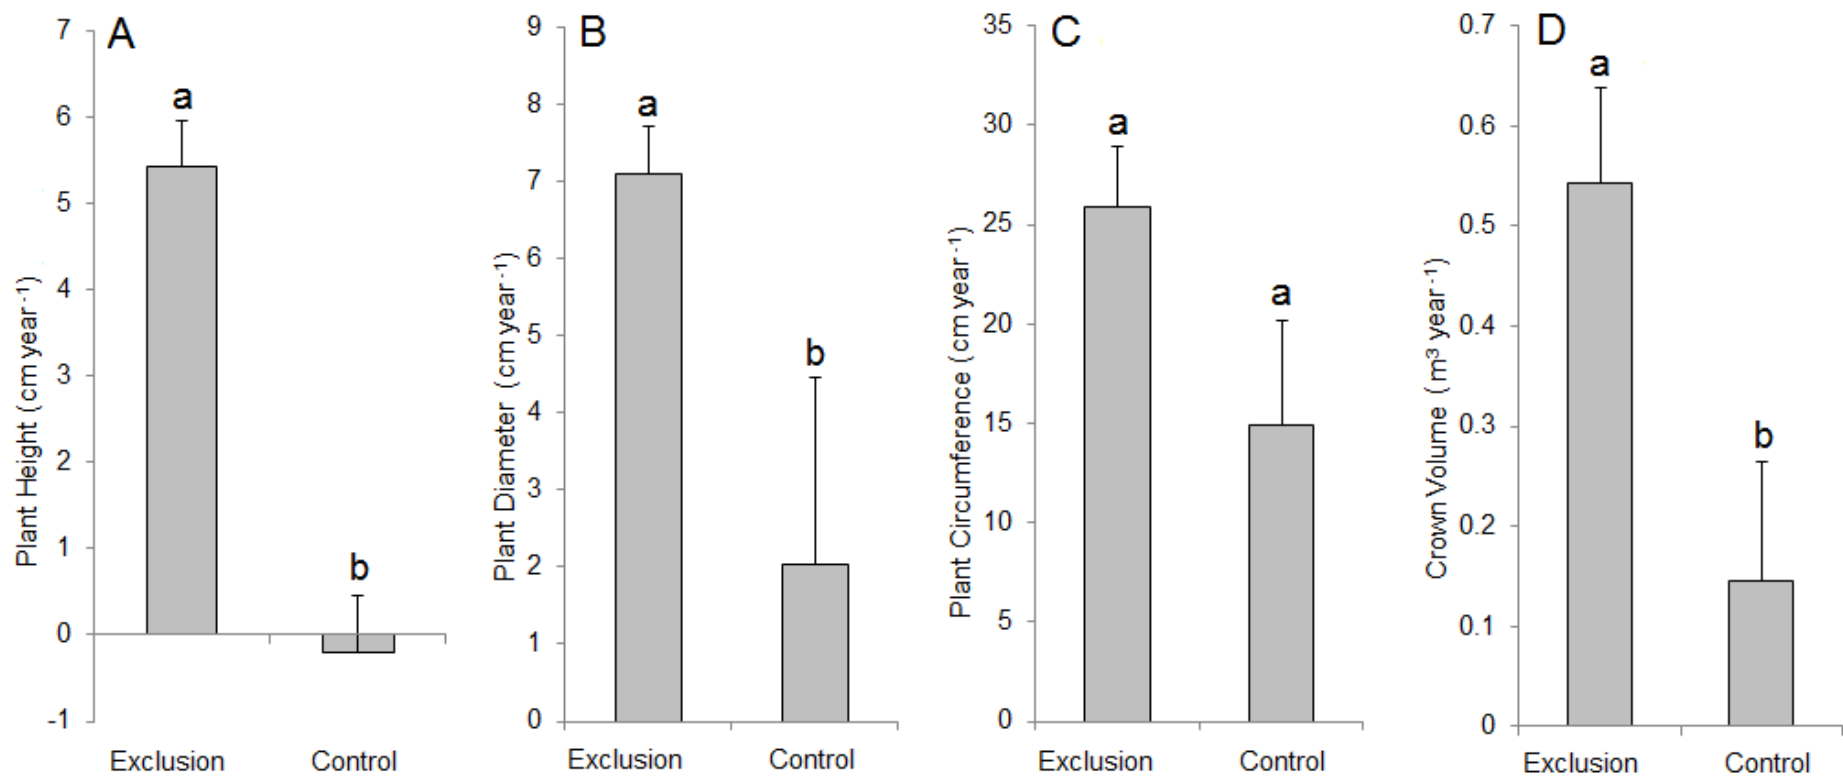 A
Plant Height (cm year⁻¹)
7
6
5
4
3
2
1
0
-1
a
b
Exclusion Control
B
Plant Diameter (cm year⁻¹)
9
8
7
6
5
4
3
2
1
0
a
b
Exclusion Control
C
Plant Circumference (cm year⁻¹)
35
30
25
20
15
10
5
0
a
a
Exclusion Control
D
Crown Volume (m³ year⁻¹)
0.7
0.6
0.5
0.4
0.3
0.2
0.1
0
a
b
Exclusion Control